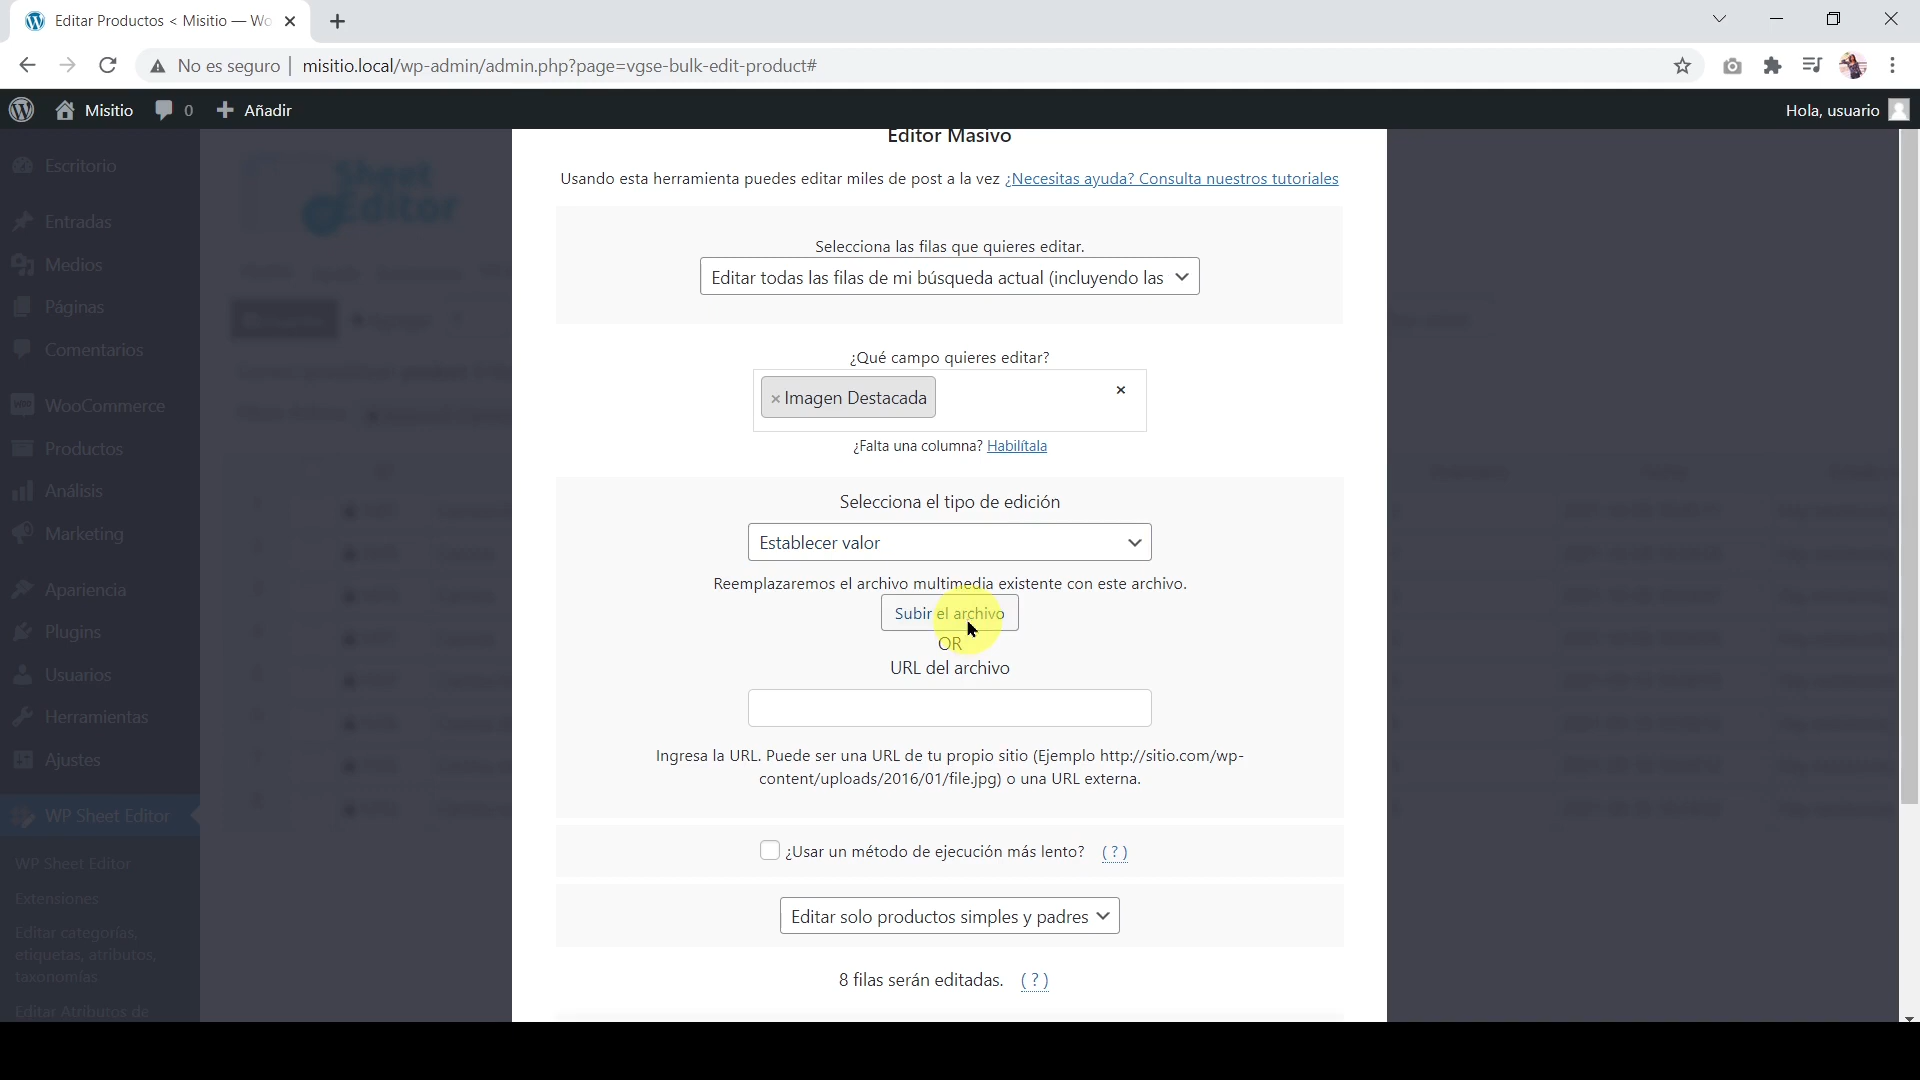 Editar Productos < Misitio — Wo
No es seguro | misitio.local/wp-admin/admin.php?page=vgse-bulk-edit-product#
Misitio 0 Añadir Hola, usuario
Editor Masivo
Usando esta herramienta puedes editar miles de post a la vez ¿Necesitas ayuda? Consulta nuestros tutoriales
Selecciona las filas que quieres editar.
Editar todas las filas de mi búsqueda actual (incluyendo las
¿Qué campo quieres editar?
× Imagen Destacada ×
¿Falta una columna? Habilítala
Selecciona el tipo de edición
Establecer valor
Reemplazaremos el archivo multimedia existente con este archivo.
Subir el archivo
OR
URL del archivo
Ingresa la URL. Puede ser una URL de tu propio sitio (Ejemplo http://sitio.com/wp-
content/uploads/2016/01/file.jpg) o una URL externa.
¿Usar un método de ejecución más lento? (?)
Editar solo productos simples y padres
8 filas serán editadas. (?)
Escritorio
Entradas
Medios
Páginas
Comentarios
WooCommerce
Productos
Análisis
Marketing
Apariencia
Plugins
Usuarios
Herramientas
Ajustes
WP Sheet Editor
WP Sheet Editor
Extensiones
Editar categorías,
etiquetas, atributos,
taxonomías
Editar Atributos de
Sheet
Editor